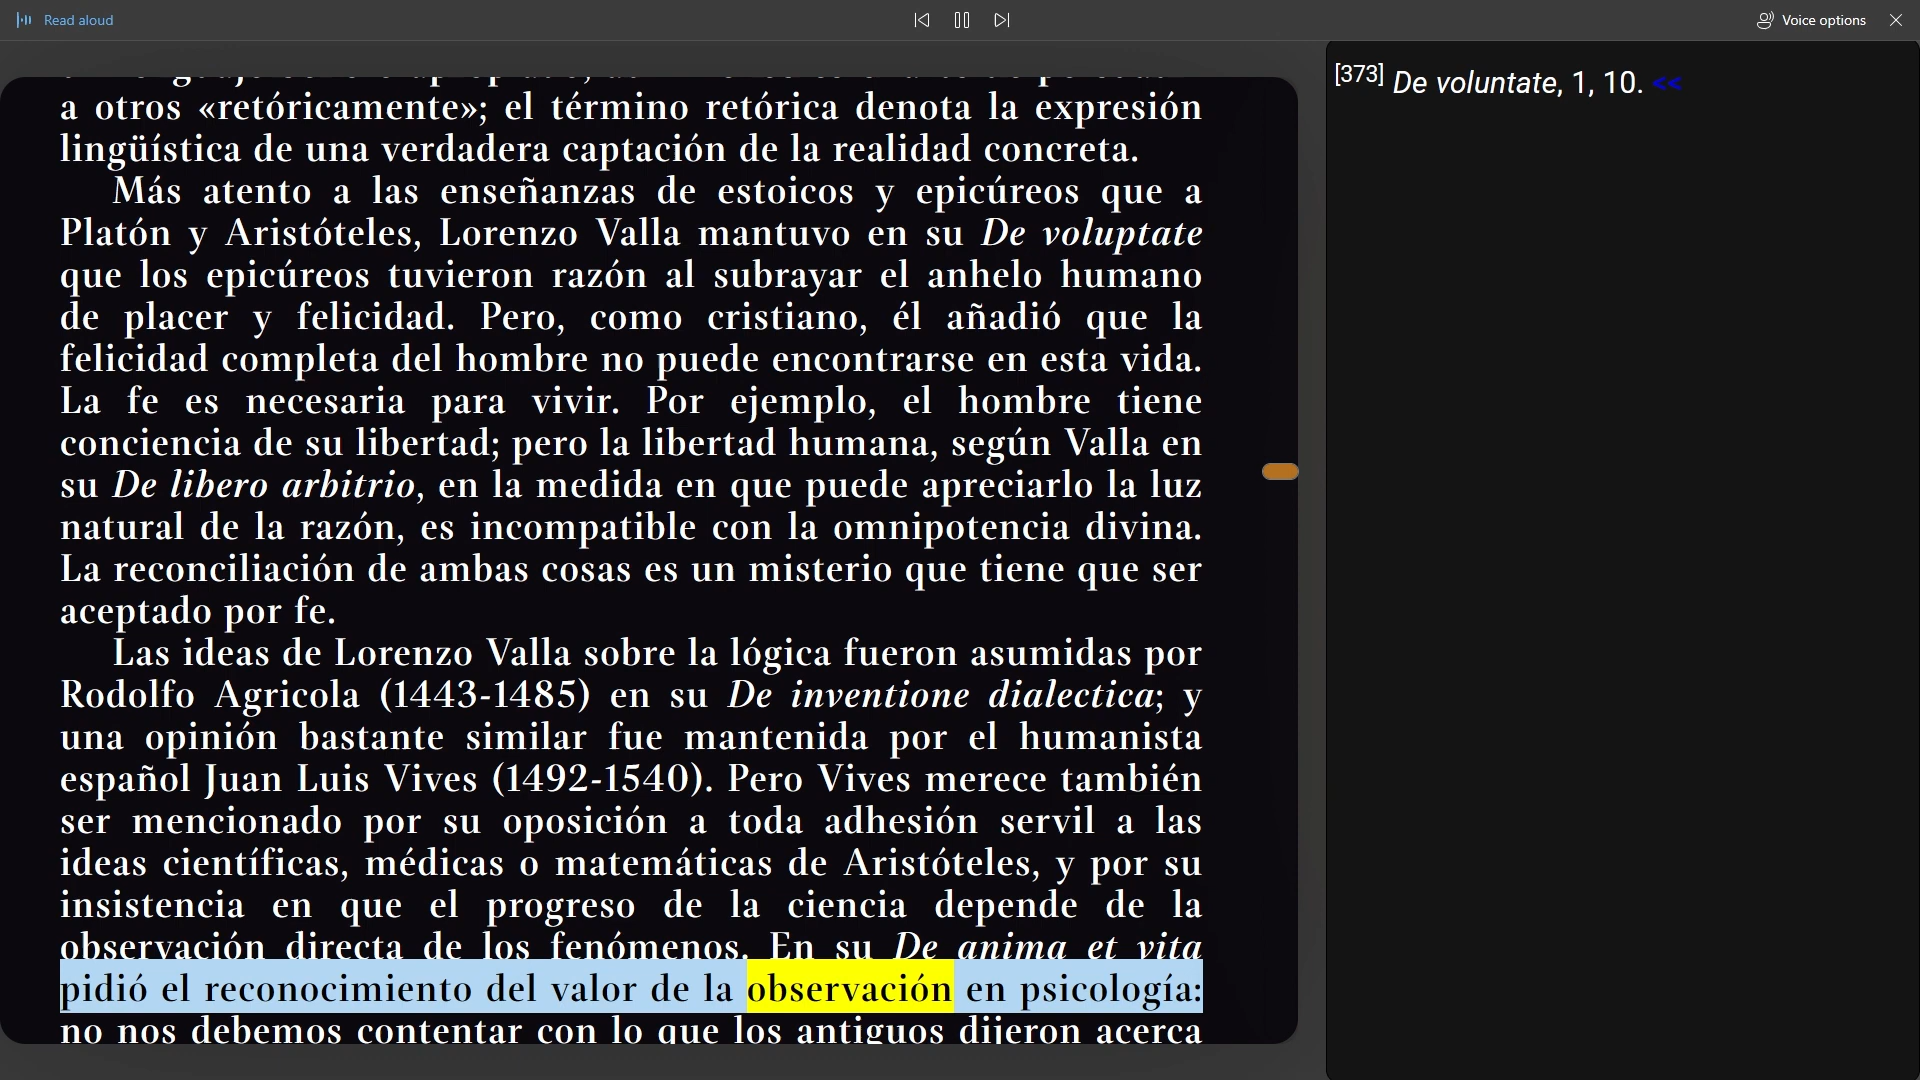 Read aloud
Voice options
a otros «retóricamente»; el término retórica denota la expresión
lingüística de una verdadera captación de la realidad concreta.
Más atento a las enseñanzas de estoicos y epicúreos que a
Platón y Aristóteles, Lorenzo Valla mantuvo en su De voluptate
que los epicúreos tuvieron razón al subrayar el anhelo humano
de placer y felicidad. Pero, como cristiano, él añadió que la
felicidad completa del hombre no puede encontrarse en esta vida.
La fe es necesaria para vivir. Por ejemplo, el hombre tiene
conciencia de su libertad; pero la libertad humana, según Valla en
su De libero arbitrio, en la medida en que puede apreciarlo la luz
natural de la razón, es incompatible con la omnipotencia divina.
La reconciliación de ambas cosas es un misterio que tiene que ser
aceptado por fe.
Las ideas de Lorenzo Valla sobre la lógica fueron asumidas por
Rodolfo Agricola (1443-1485) en su De inventione dialectica; y
una opinión bastante similar fue mantenida por el humanista
español Juan Luis Vives (1492-1540). Pero Vives merece también
ser mencionado por su oposición a toda adhesión servil a las
ideas científicas, médicas o matemáticas de Aristóteles, y por su
insistencia en que el progreso de la ciencia depende de la
observación directa de los fenómenos. En su De anima et vita
pidió el reconocimiento del valor de la observación en psicología:
no nos debemos contentar con lo que los antiguos dijeron acerca
[373] De voluntate, 1, 10. <<